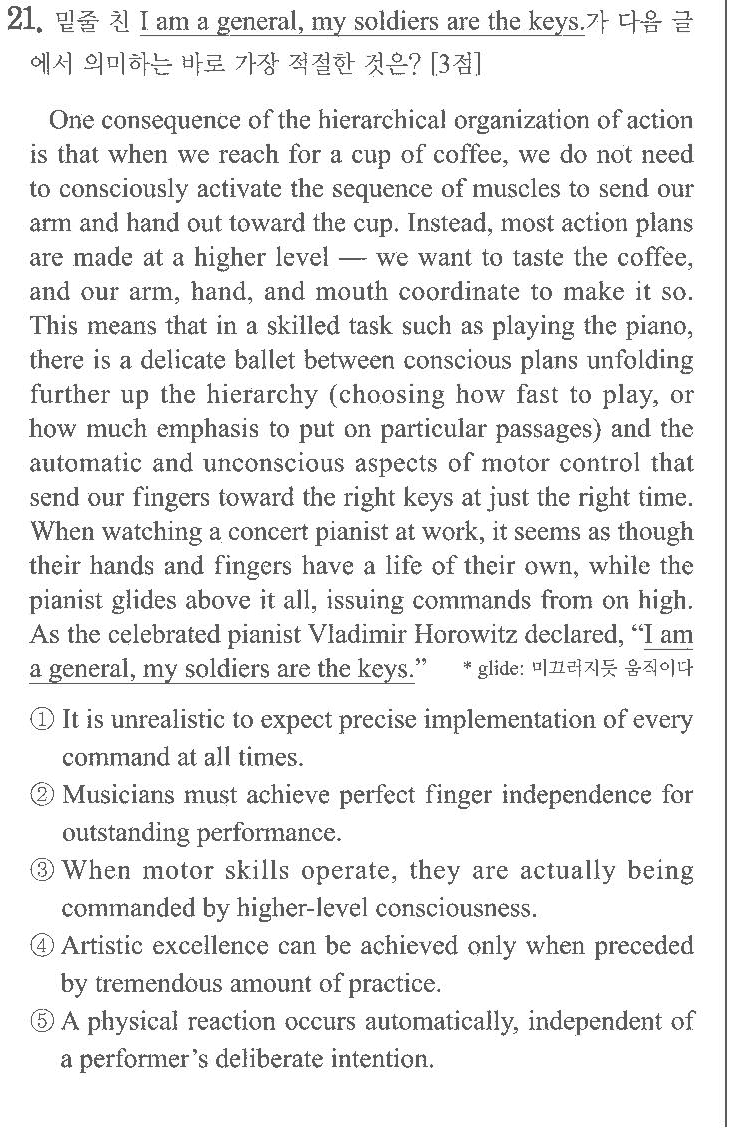 21. 밑줄 친 I am a general, my soldiers are the keys.가 다음 글
에서 의미하는 바로 가장 적절한 것은? [3점]
One consequence of the hierarchical organization of action
is that when we reach for a cup of coffee, we do not need
to consciously activate the sequence of muscles to send our
arm and hand out toward the cup. Instead, most action plans
are made at a higher level — we want to taste the coffee,
and our arm, hand, and mouth coordinate to make it so.
This means that in a skilled task such as playing the piano,
there is a delicate ballet between conscious plans unfolding
further up the hierarchy (choosing how fast to play, or
how much emphasis to put on particular passages) and the
automatic and unconscious aspects of motor control that
send our fingers toward the right keys at just the right time.
When watching a concert pianist at work, it seems as though
their hands and fingers have a life of their own, while the
pianist glides above it all, issuing commands from on high.
As the celebrated pianist Vladimir Horowitz declared, “I am
a general, my soldiers are the keys.” * glide: 미끄러지듯 움직이다
① It is unrealistic to expect precise implementation of every
command at all times.
② Musicians must achieve perfect finger independence for
outstanding performance.
③ When motor skills operate, they are actually being
commanded by higher-level consciousness.
④ Artistic excellence can be achieved only when preceded
by tremendous amount of practice.
⑤ A physical reaction occurs automatically, independent of
a performer’s deliberate intention.